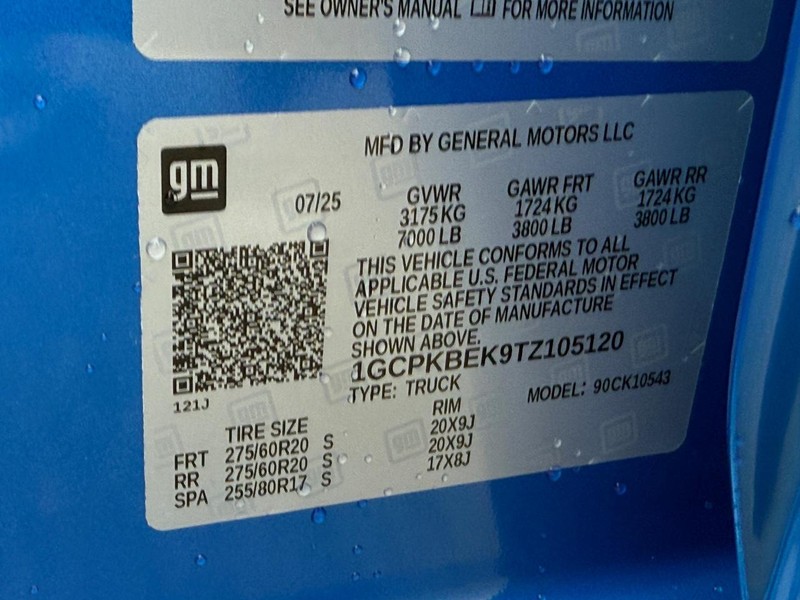 SEE OWNER'S MANUAL FOR MORE INFORMATION
MFD BY GENERAL MOTORS LLC
gm
07/25
GVWR GAWR FRT GAWR RR
3175 KG 1724 KG 1724 KG
7000 LB 3800 LB 3800 LB
THIS VEHICLE CONFORMS TO ALL
APPLICABLE U.S. FEDERAL MOTOR
VEHICLE SAFETY STANDARDS IN EFFECT
ON THE DATE OF MANUFACTURE
SHOWN ABOVE.
1GCPKBEK9TZ105120
TYPE: TRUCK MODEL: 90CK10543
121J
TIRE SIZE RIM
FRT 275/60R20 S 20X9J
RR 275/60R20 S 20X9J
SPA 255/80R17 S 17X8J